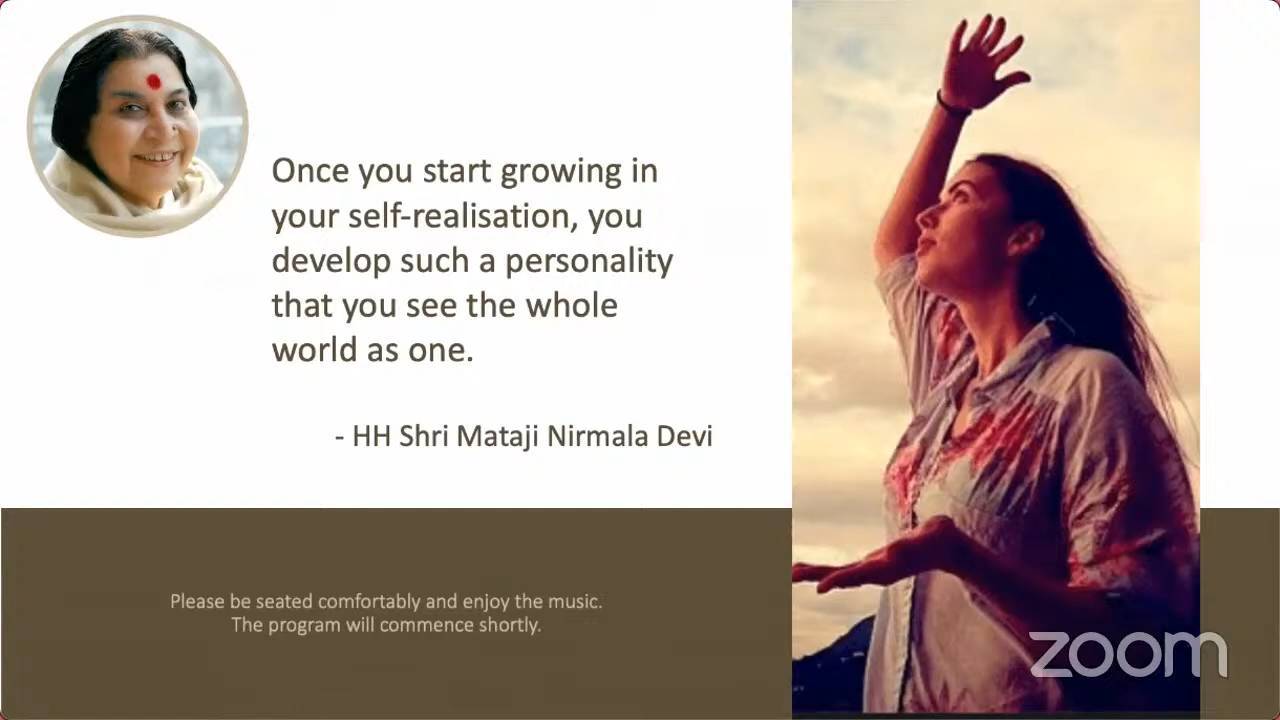 Once you start growing in
your self-realisation, you
develop such a personality
that you see the whole
world as one.
- HH Shri Mataji Nirmala Devi
Please be seated comfortably and enjoy the music.
The program will commence shortly.
zoom